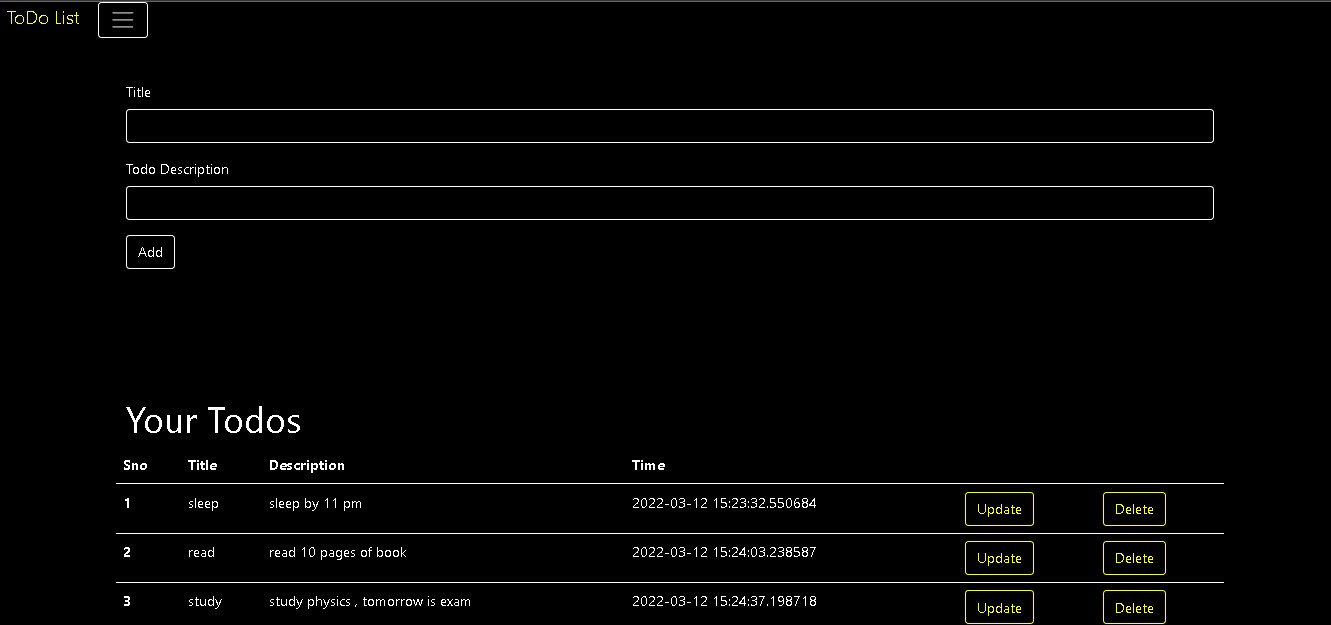 ToDo List
Title
Todo Description
Add
Your Todos
Sno Title Description Time
1 sleep sleep by 11 pm 2022-03-12 15:23:32.550684 Update Delete
2 read read 10 pages of book 2022-03-12 15:24:03.238587 Update Delete
3 study study physics , tomorrow is exam 2022-03-12 15:24:37.198718 Update Delete